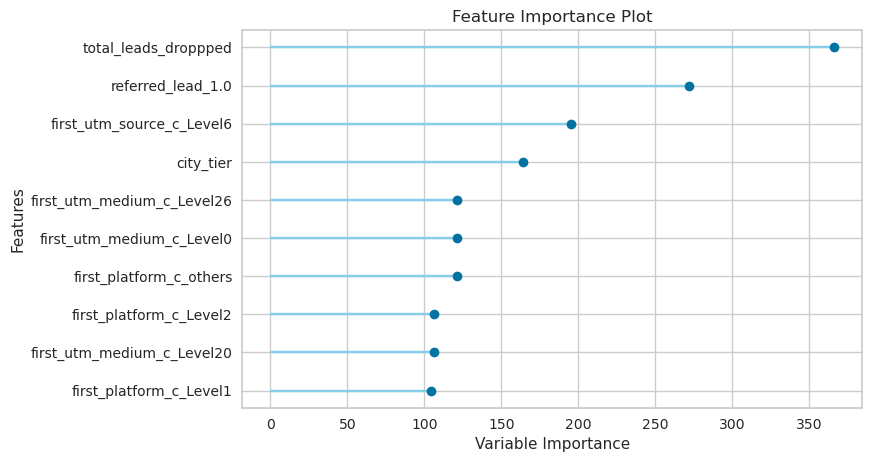 Feature Importance Plot
total_leads_droppped
referred_lead_1.0
first_utm_source_c_Level6
city_tier
first_utm_medium_c_Level26
first_utm_medium_c_Level0
first_platform_c_others
first_platform_c_Level2
first_utm_medium_c_Level20
first_platform_c_Level1
Features
0 50 100 150 200 250 300 350
Variable Importance